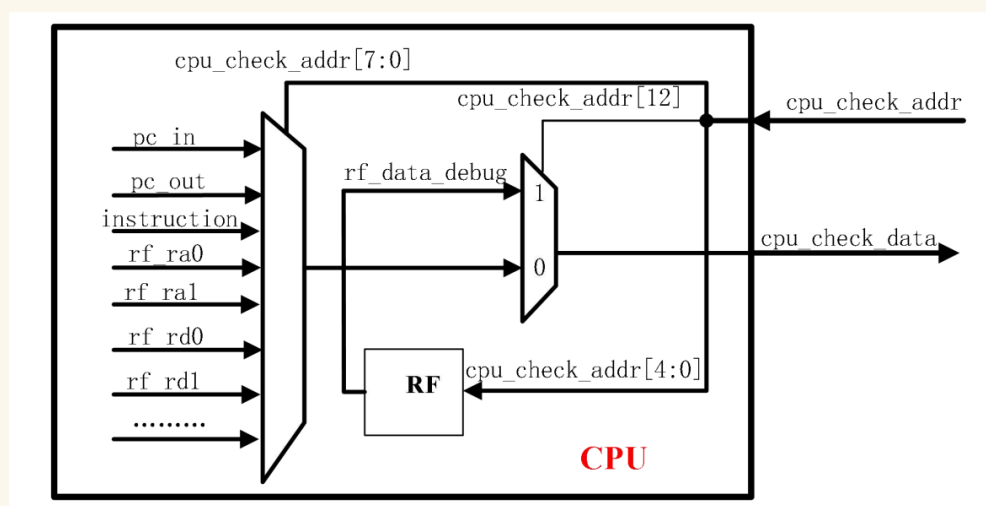 cpu_check_addr[7:0]
cpu_check_addr[12]
cpu_check_addr
pc_in
rf_data_debug
pc_out
1
instruction
cpu_check_data
rf_ra0
0
rf_ra1
rf_rd0
RF
cpu_check_addr[4:0]
rf_rd1
.........
CPU